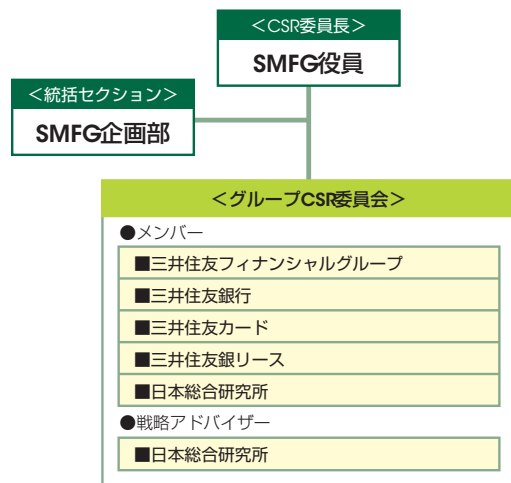 ＜CSR委員長＞
SMFG役員
＜統括セクション＞
SMFG企画部
＜グループCSR委員会＞
●メンバー
■三井住友フィナンシャルグループ
■三井住友銀行
■三井住友カード
■三井住友銀リース
■日本総合研究所
●戦略アドバイザー
■日本総合研究所